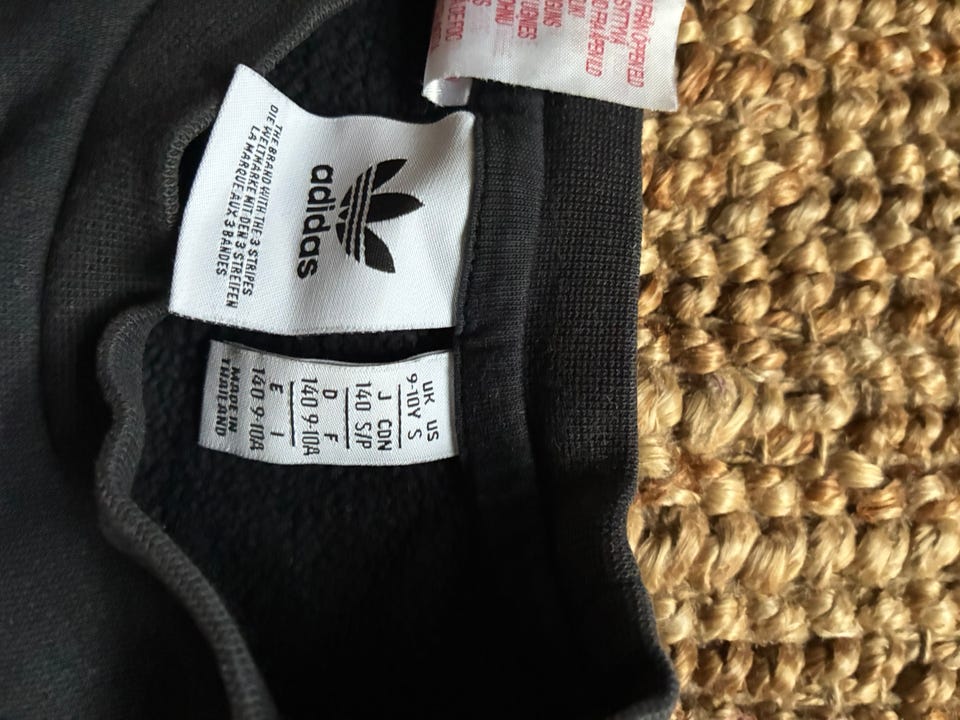 adidas
THE BRAND WITH THE 3 STRIPES
DIE WELTMARKE MIT DEN 3 STREIFEN
LA MARQUE AUX 3 BANDES
UK US
9-10Y S
J CDN
140 S/P
D F
140 9-10A
E I
140 9-10A
MADE IN
THAILAND